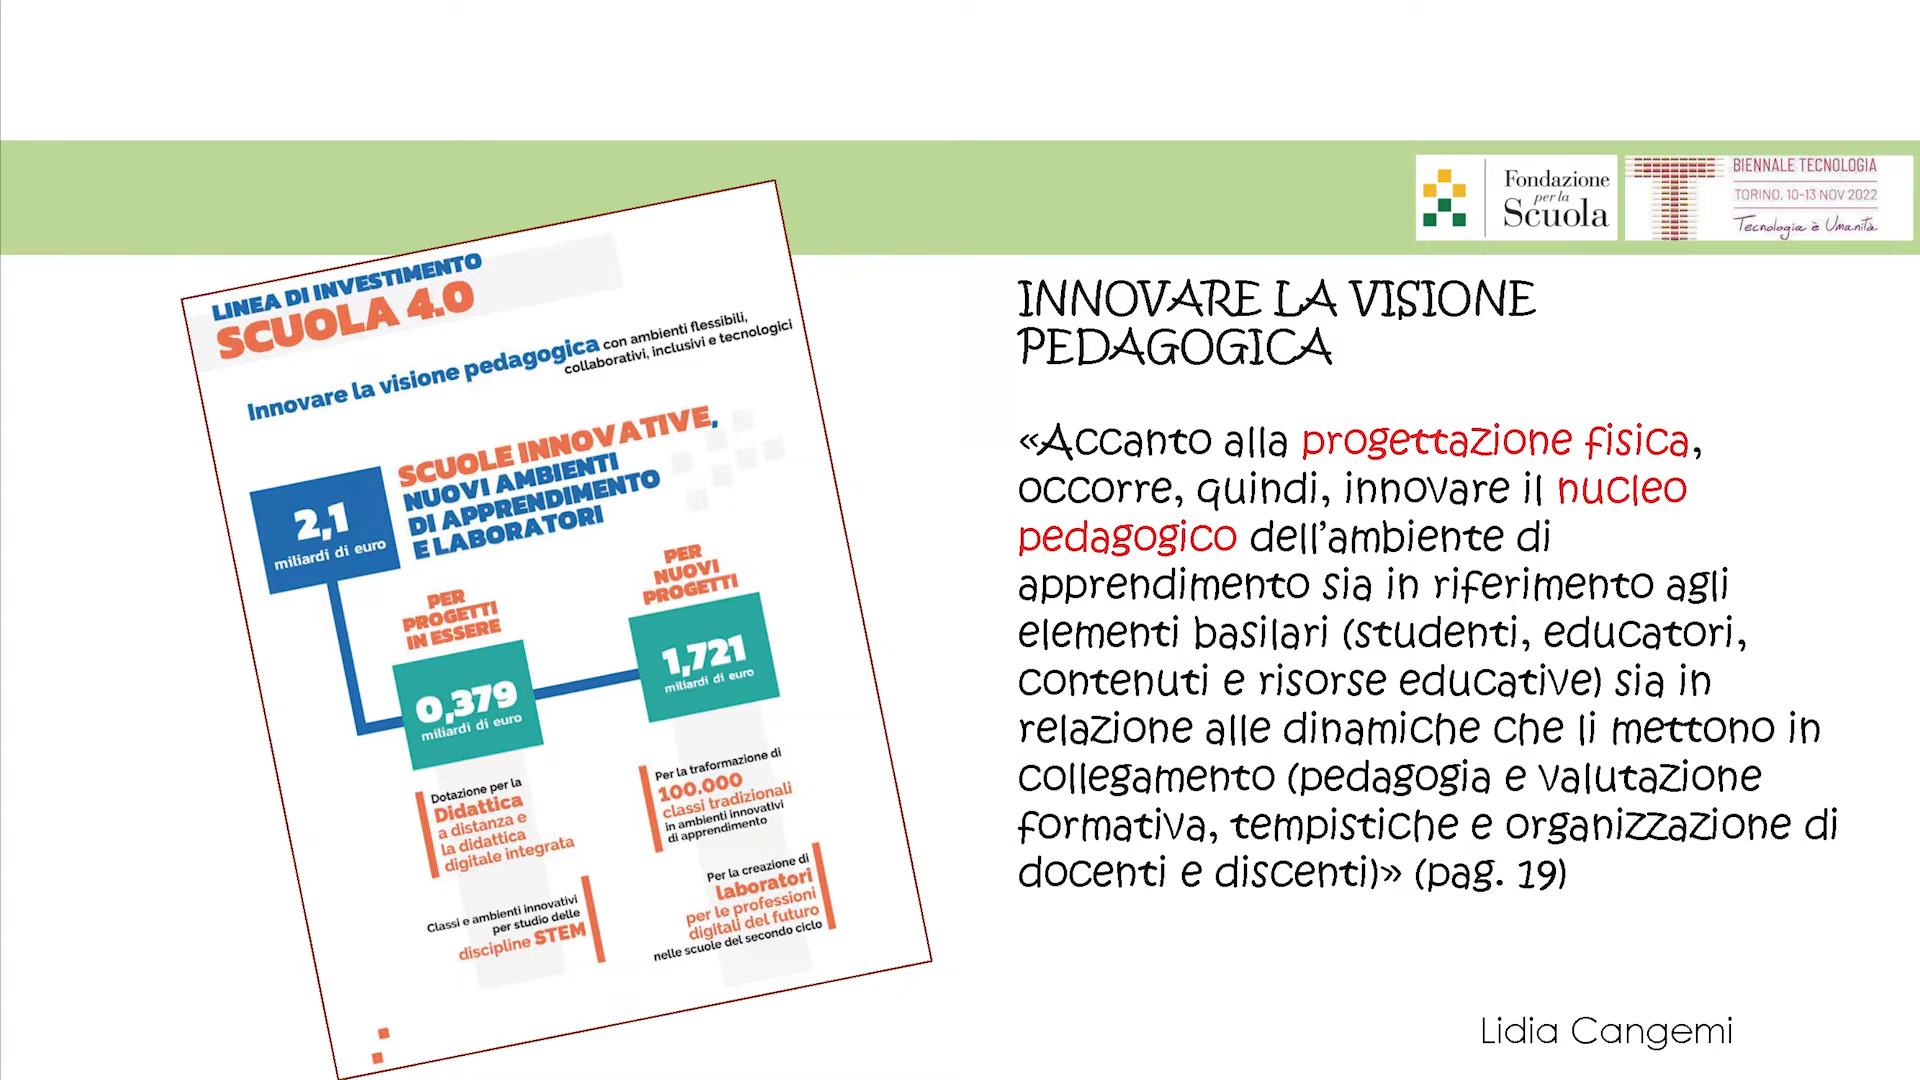 Fondazione
per la
Scuola
BIENNALE TECNOLOGIA
TORINO, 10-13 NOV 2022
Tecnologia è Umanità
LINEA DI INVESTIMENTO
SCUOLA 4.0
Innovare la visione pedagogica con ambienti flessibili,
collaborativi, inclusivi e tecnologici
2,1
miliardi di euro
SCUOLE INNOVATIVE,
NUOVI AMBIENTI
DI APPRENDIMENTO
E LABORATORI
PER
PROGETTI
IN ESSERE
0,379
miliardi di euro
PER
NUOVI
PROGETTI
1,721
miliardi di euro
Dotazione per la
Didattica
a distanza e
la didattica
digitale integrata
Classi e ambienti innovativi
per studio delle
discipline STEM
Per la traformazione di
100.000
classi tradizionali
in ambienti innovativi
di apprendimento
Per la creazione di
laboratori
per le professioni
digitali del futuro
nelle scuole del secondo ciclo
INNOVARE LA VISIONE
PEDAGOGICA
«Accanto alla progettazione fisica,
occorre, quindi, innovare il nucleo
pedagogico dell’ambiente di
apprendimento sia in riferimento agli
elementi basilari (studenti, educatori,
contenuti e risorse educative) sia in
relazione alle dinamiche che li mettono in
collegamento (pedagogia e valutazione
formativa, tempistiche e organizzazione di
docenti e discenti)» (pag. 19)
Lidia Cangemi